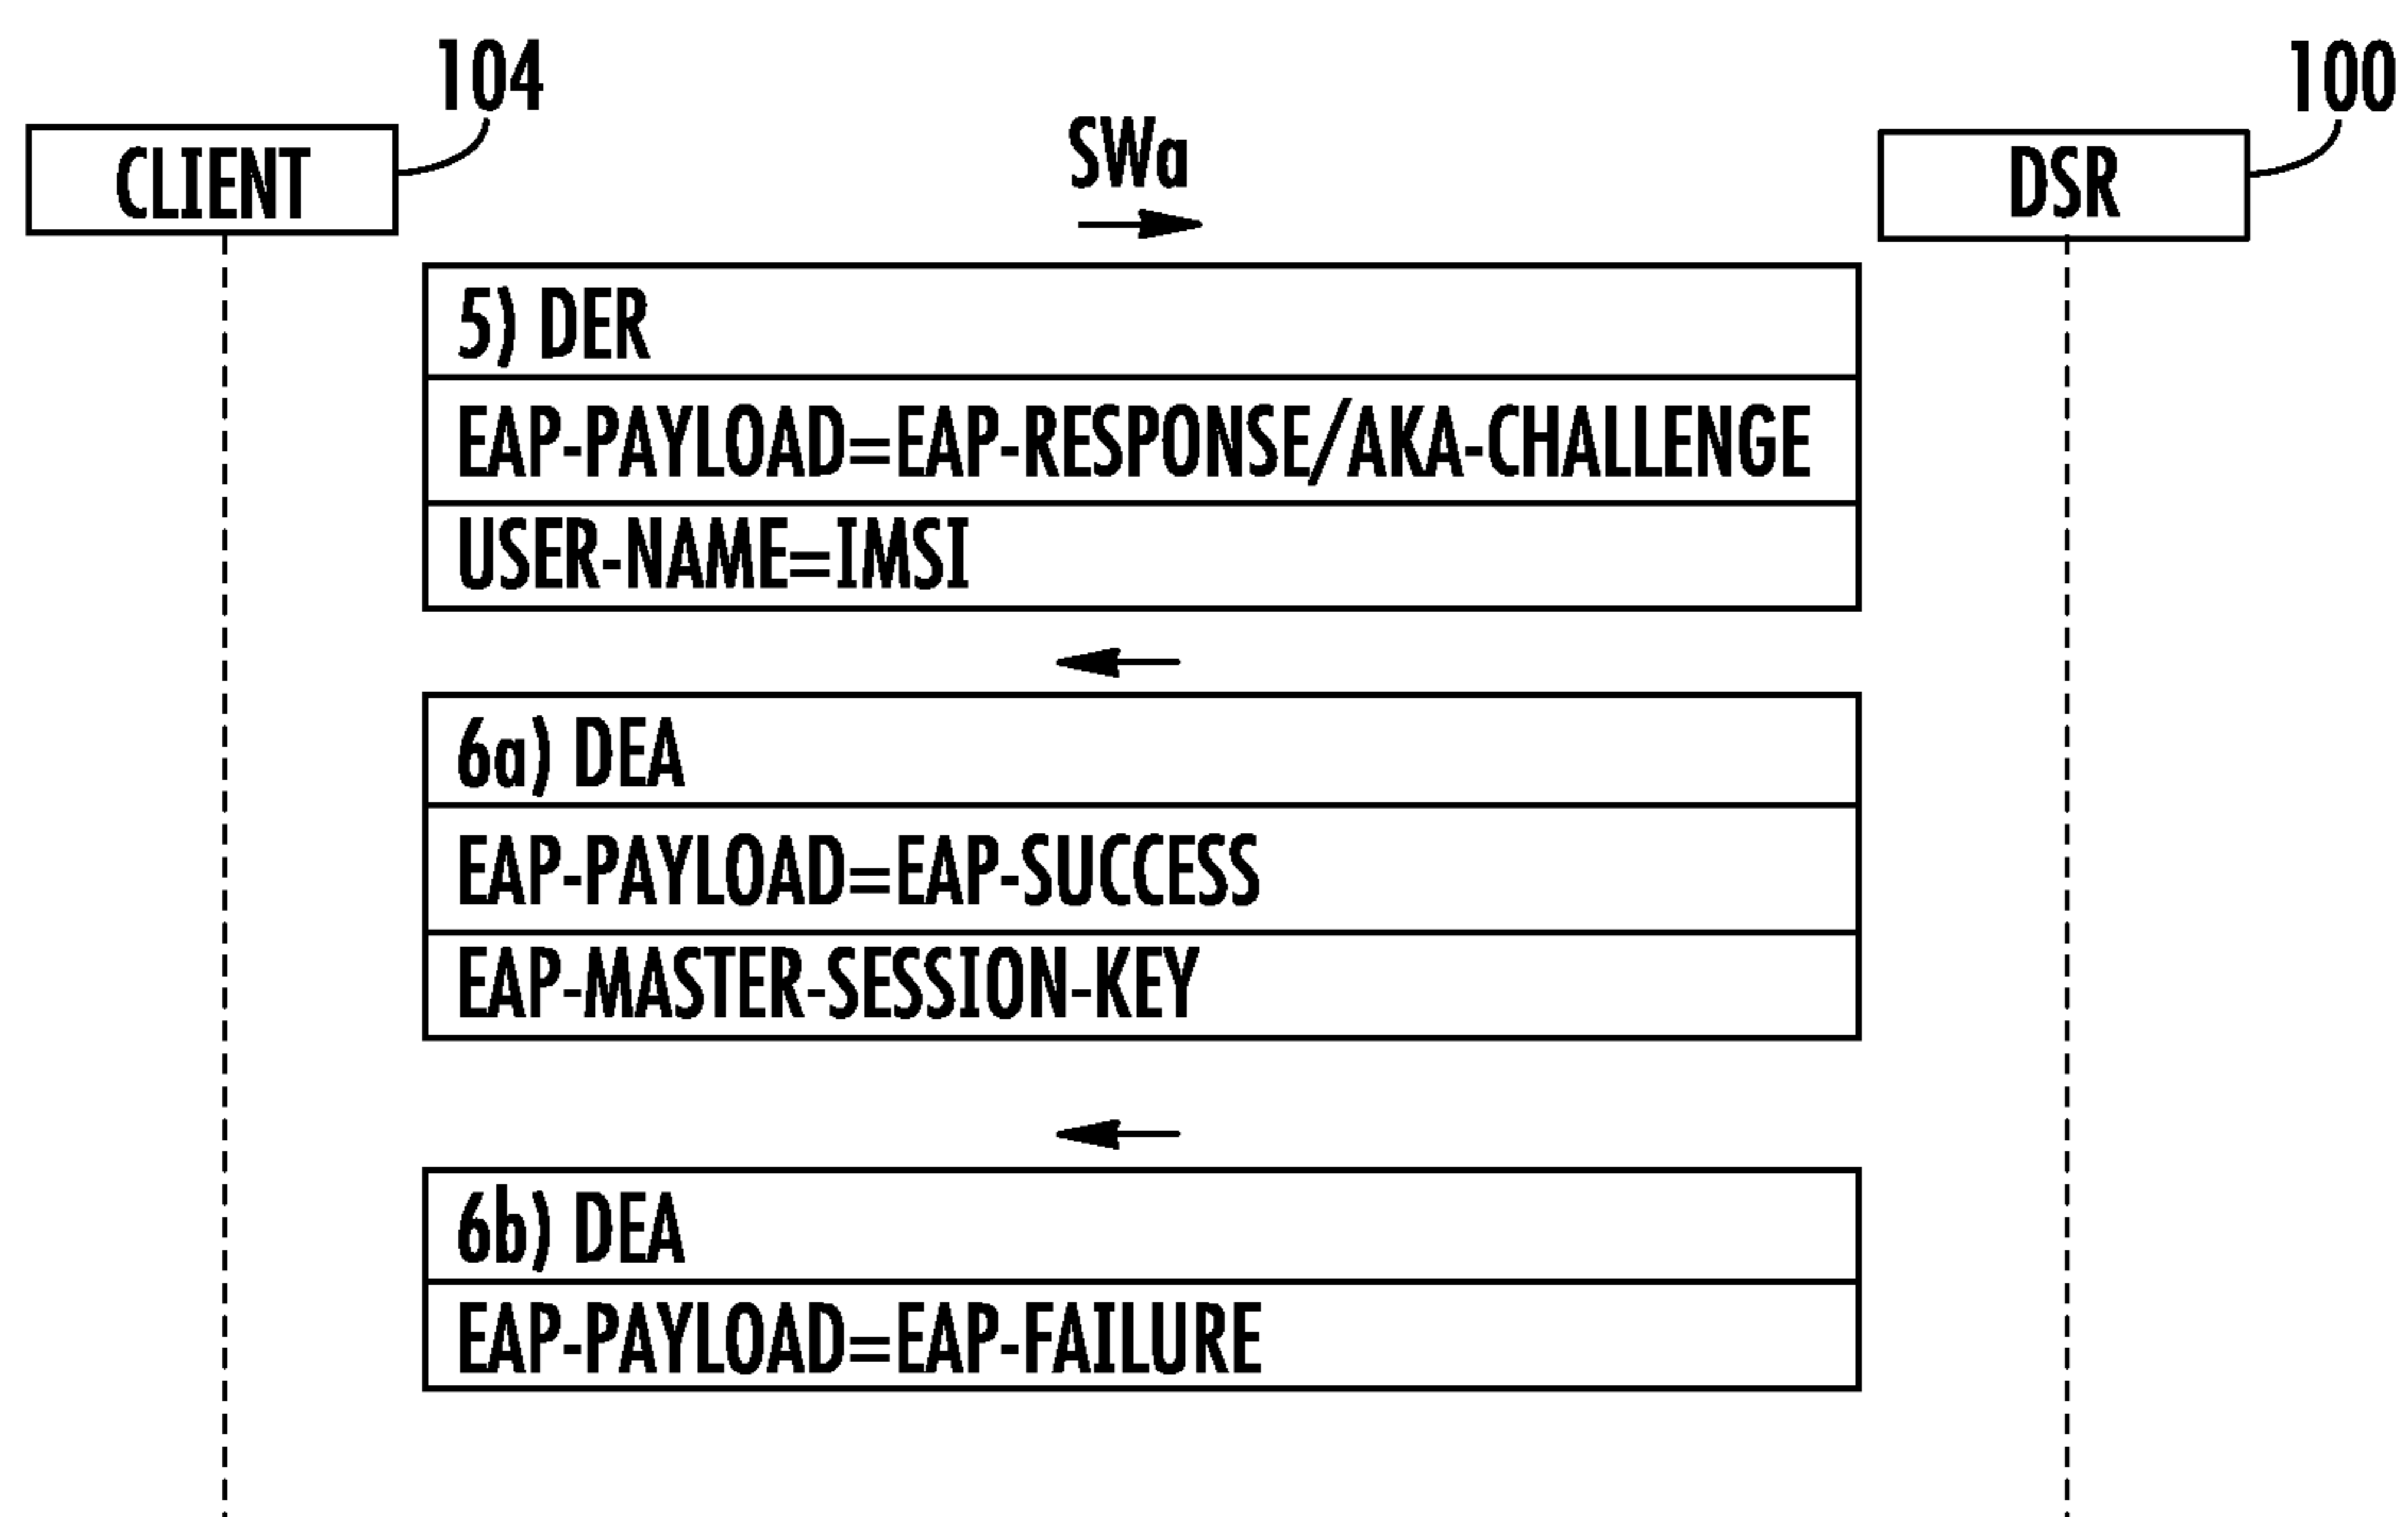 104
100
CLIENT
SWa
DSR
5) DER
EAP-PAYLOAD=EAP-RESPONSE/AKA-CHALLENGE
USER-NAME=IMSI
6a) DEA
EAP-PAYLOAD=EAP-SUCCESS
EAP-MASTER-SESSION-KEY
6b) DEA
EAP-PAYLOAD=EAP-FAILURE